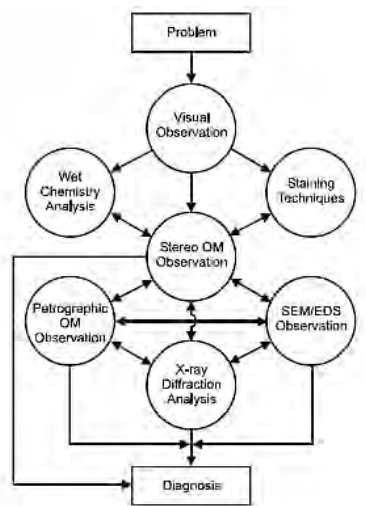 Problem
Visual
Observation
Wet
Chemistry
Analysis
Staining
Techniques
Stereo OM
Observation
Petrographic
OM
Observation
SEM/EDS
Observation
X-ray
Diffraction
Analysis
Diagnosis